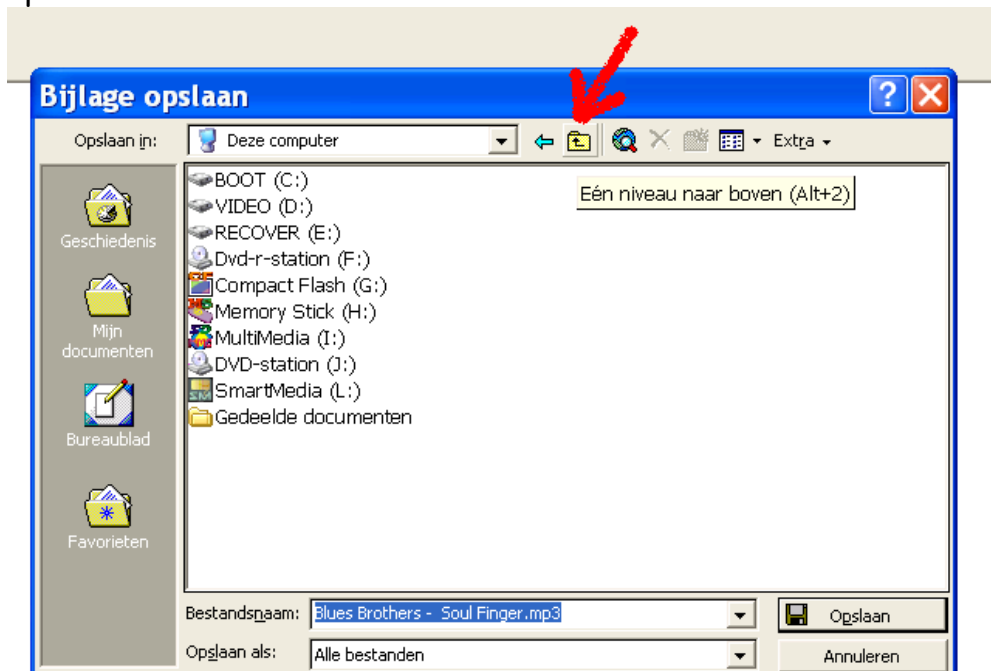 Bijlage opslaan
Opslaan in:
Deze computer
Extra
Eén niveau naar boven (Alt+2)
Geschiedenis
Mijn
documenten
Bureaublad
Favorieten
BOOT (C:)
VIDEO (D:)
RECOVER (E:)
Dvd-r-station (F:)
Compact Flash (G:)
Memory Stick (H:)
MultiMedia (I:)
DVD-station (J:)
SmartMedia (L:)
Gedeelde documenten
Bestandsnaam:
Blues Brothers - Soul Finger.mp3
Opslaan
Opslaan als:
Alle bestanden
Annuleren